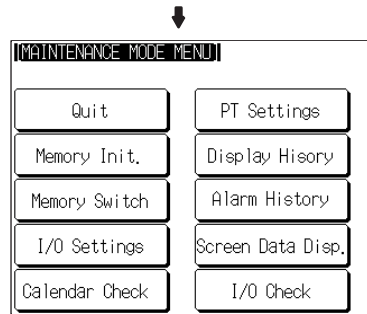 [MAINTENANCE MODE MENU]
Quit
PT Settings
Memory Init.
Display Hisory
Memory Switch
Alarm History
I/O Settings
Screen Data Disp.
Calendar Check
I/O Check